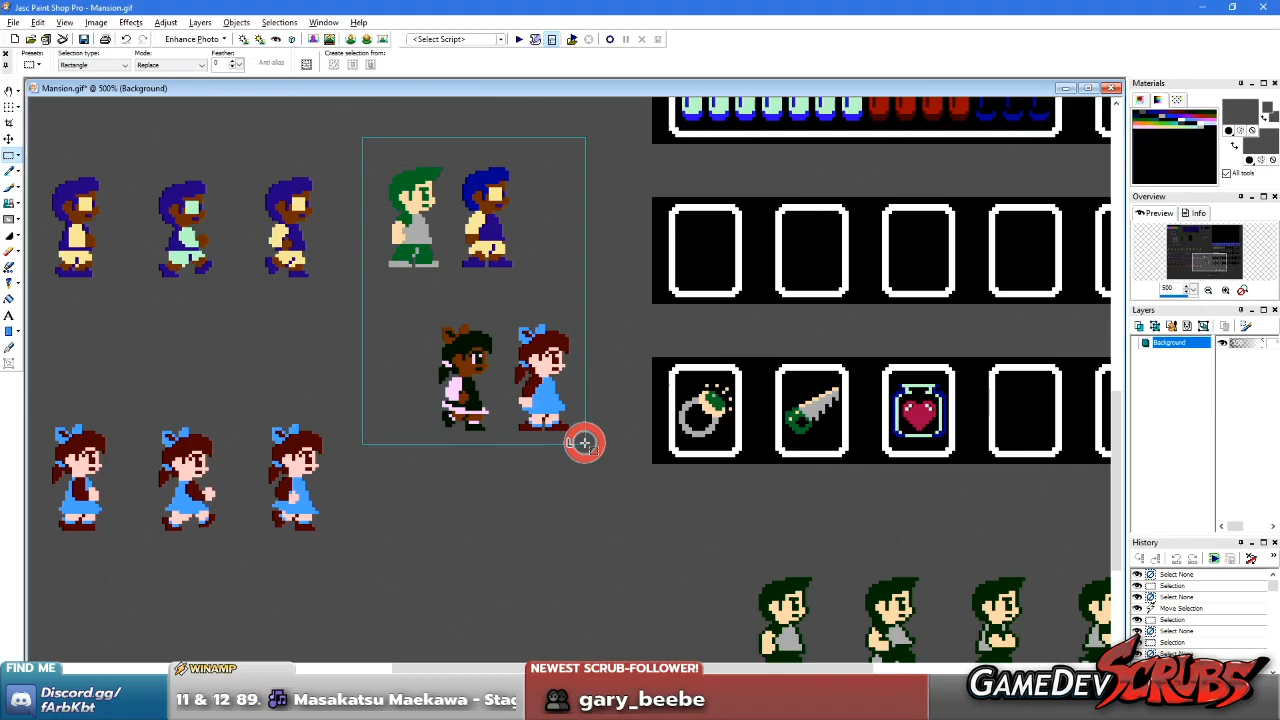 Jasc Paint Shop Pro - Mansion.gif
File Edit View Image Effects Adjust Layers Objects Selections Window Help
Enhance Photo <Select Script>
Presets: Selection type: Mode: Feather: Create selection from:
Rectangle Replace 0 Anti-alias
Mansion.gif* @ 500% (Background)
Materials
All tools
Overview
Preview Info
500
Layers
Background
History
Select None
Selection
Select None
Move Selection
Selection
Select None
Selection
FIND ME
Discord.gg/
fArbKbt
WINAMP
11 & 12 89. Masakatsu Maekawa - Stag
NEWEST SCRUB-FOLLOWER!
gary_beebe
GAMEDEV SCRUBS